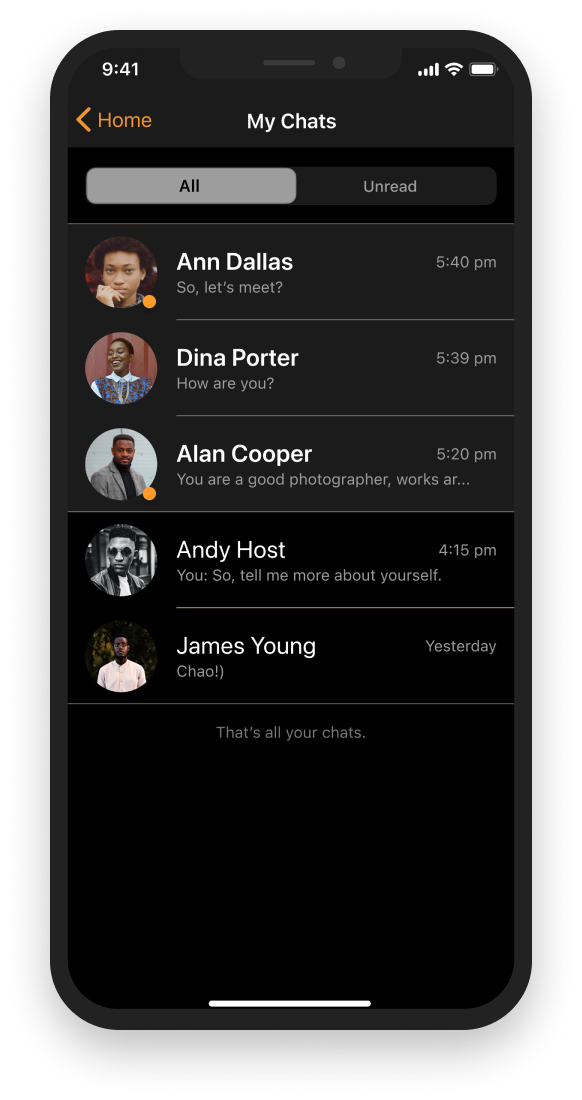 9:41
Home
My Chats
All
Unread
Ann Dallas
5:40 pm
So, let’s meet?
Dina Porter
5:39 pm
How are you?
Alan Cooper
5:20 pm
You are a good photographer, works ar...
Andy Host
4:15 pm
You: So, tell me more about yourself.
James Young
Yesterday
Chao!)
That’s all your chats.